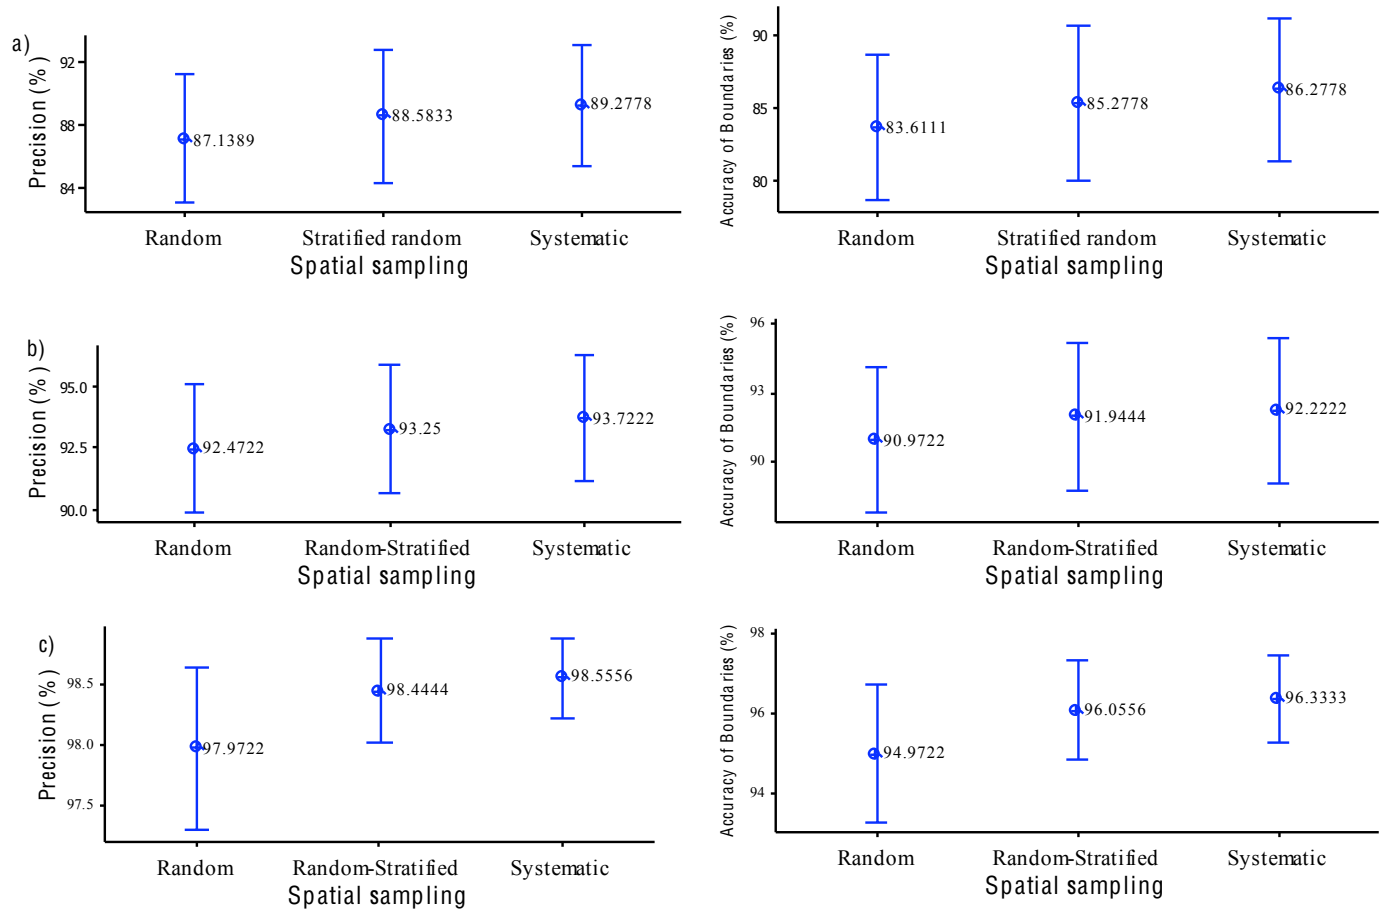 a)
Precision (%)
92
88
84
87.1389
88.5833
89.2778
Random
Stratified random
Systematic
Spatial sampling
Accuracy of Boundaries (%)
90
85
80
83.6111
85.2778
86.2778
Random
Stratified random
Systematic
Spatial sampling
b)
Precision (%)
95.0
92.5
90.0
92.4722
93.25
93.7222
Random
Random-Stratified
Systematic
Spatial sampling
Accuracy of Boundaries (%)
96
93
90
90.9722
91.9444
92.2222
Random
Random-Stratified
Systematic
Spatial sampling
c)
Precision (%)
98.5
98.0
97.5
97.9722
98.4444
98.5556
Random
Random-Stratified
Systematic
Spatial sampling
Accuracy of Boundaries (%)
98
96
94
94.9722
96.0556
96.3333
Random
Random-Stratified
Systematic
Spatial sampling